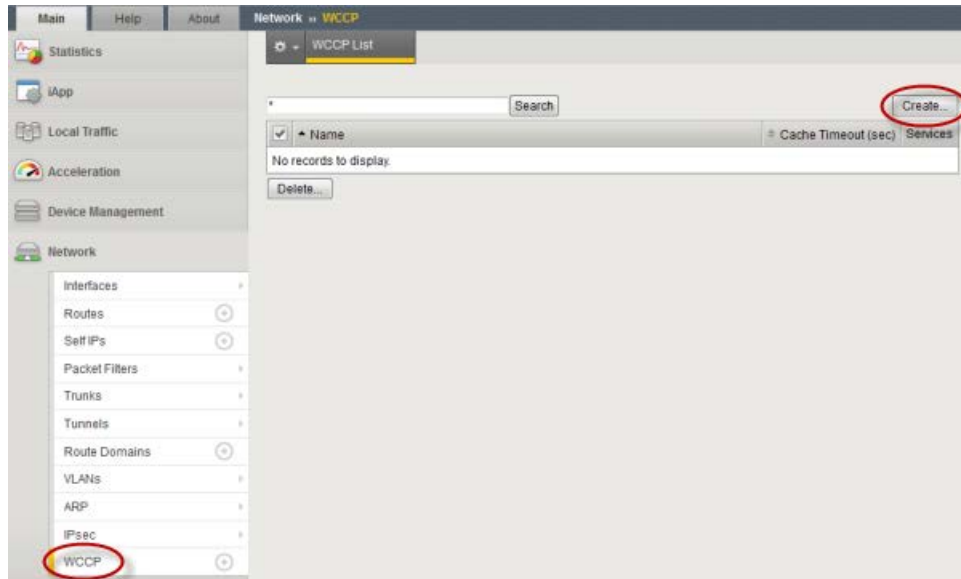 Main Help About Network » WCCP
WCCP List
Statistics
iApp
Local Traffic
Acceleration
Device Management
Network
Interfaces
Routes
Self IPs
Packet Filters
Trunks
Tunnels
Route Domains
VLANs
ARP
IPsec
WCCP
* Search Create...
Name Cache Timeout (sec) Services
No records to display.
Delete...